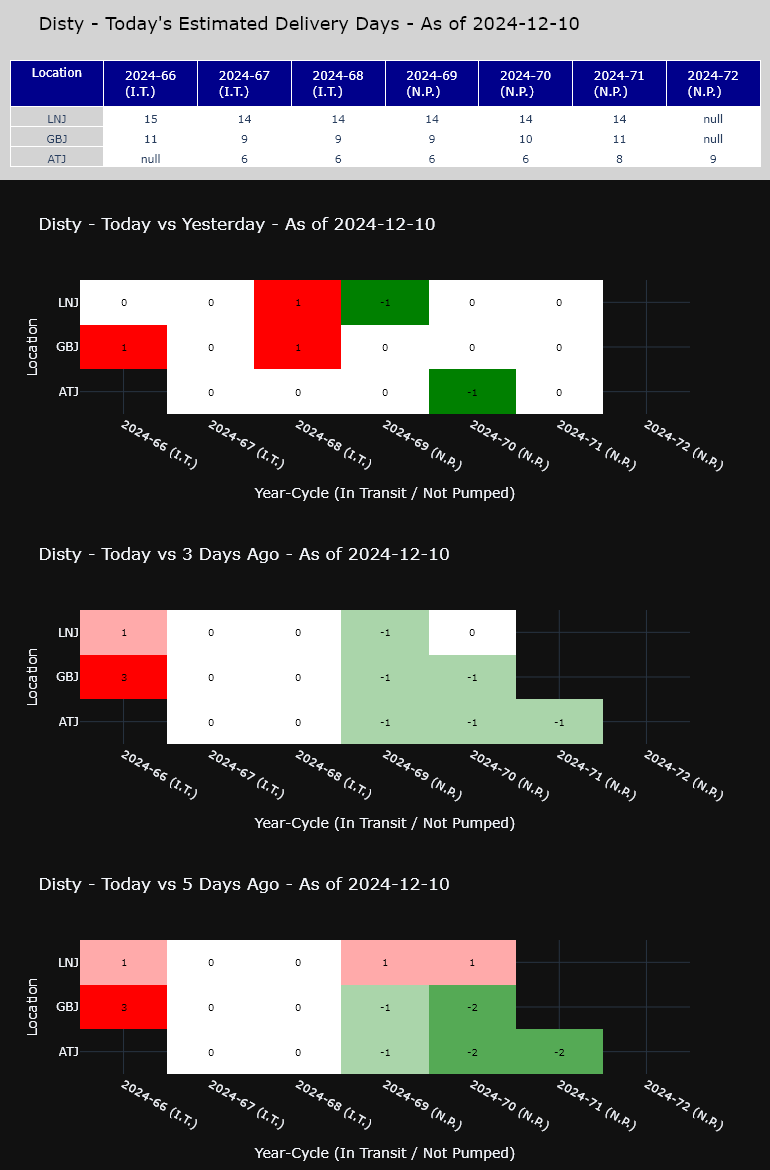 Disty - Today's Estimated Delivery Days - As of 2024-12-10
Location 2024-66 (I.T.) 2024-67 (I.T.) 2024-68 (I.T.) 2024-69 (N.P.) 2024-70 (N.P.) 2024-71 (N.P.) 2024-72 (N.P.)
LNJ 15 14 14 14 14 14 null
GBJ 11 9 9 9 10 11 null
ATJ null 6 6 6 6 8 9
Disty - Today vs Yesterday - As of 2024-12-10
Location
LNJ 0 0 1 -1 0 0
GBJ 1 0 1 0 0 0
ATJ 0 0 0 -1 0
2024-66 (I.T.) 2024-67 (I.T.) 2024-68 (I.T.) 2024-69 (N.P.) 2024-70 (N.P.) 2024-71 (N.P.) 2024-72 (N.P.)
Year-Cycle (In Transit / Not Pumped)
Disty - Today vs 3 Days Ago - As of 2024-12-10
Location
LNJ 1 0 0 -1 0
GBJ 3 0 0 -1 -1
ATJ 0 0 -1 -1 -1
2024-66 (I.T.) 2024-67 (I.T.) 2024-68 (I.T.) 2024-69 (N.P.) 2024-70 (N.P.) 2024-71 (N.P.) 2024-72 (N.P.)
Year-Cycle (In Transit / Not Pumped)
Disty - Today vs 5 Days Ago - As of 2024-12-10
Location
LNJ 1 0 0 1 1
GBJ 3 0 0 -1 -2
ATJ 0 0 -1 -2 -2
2024-66 (I.T.) 2024-67 (I.T.) 2024-68 (I.T.) 2024-69 (N.P.) 2024-70 (N.P.) 2024-71 (N.P.) 2024-72 (N.P.)
Year-Cycle (In Transit / Not Pumped)